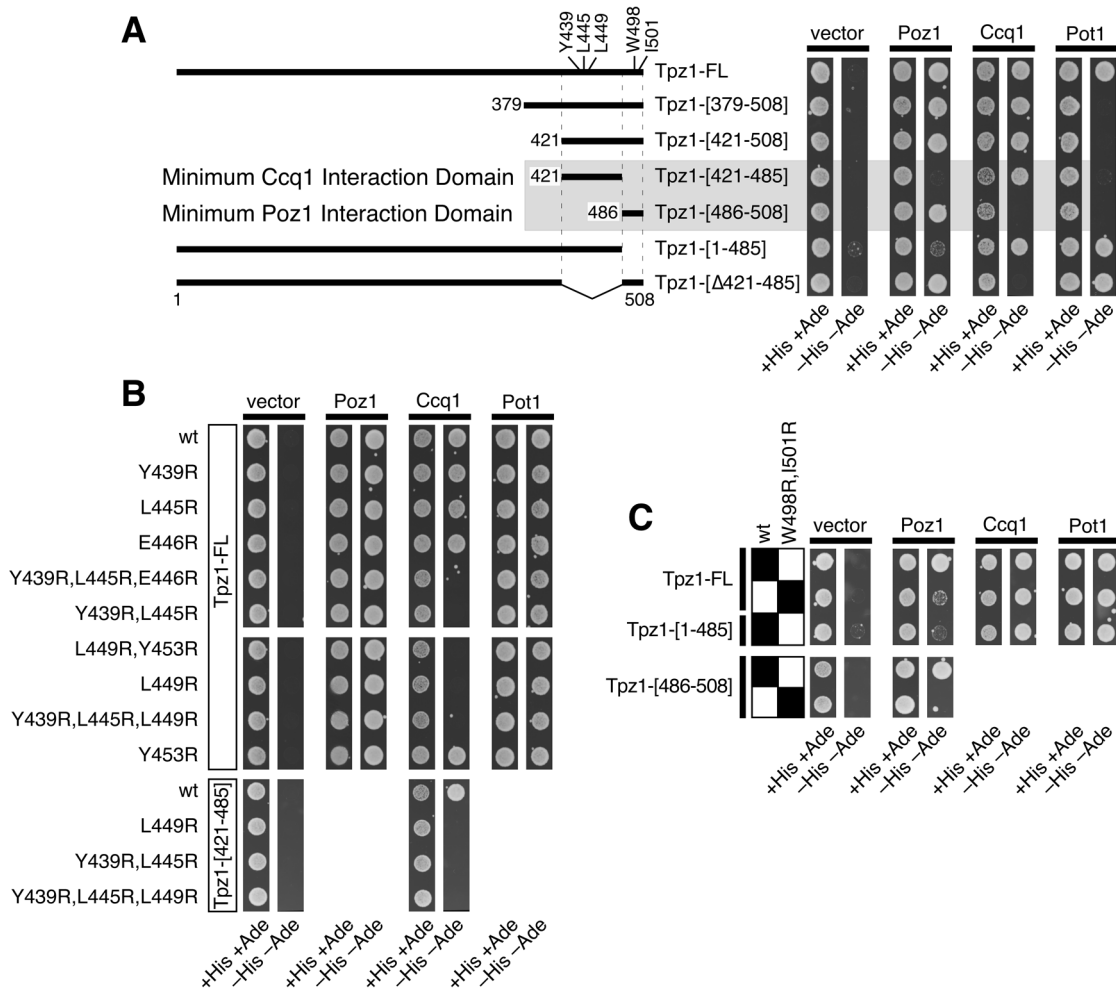 A
Y439
L445
L449
W498
I501
vector
Poz1
Ccq1
Pot1
Tpz1-FL
379
Tpz1-[379-508]
421
Tpz1-[421-508]
Minimum Ccq1 Interaction Domain
421
Tpz1-[421-485]
Minimum Poz1 Interaction Domain
486
Tpz1-[486-508]
Tpz1-[1-485]
Tpz1-[Δ421-485]
1
508
+His +Ade
–His –Ade
+His +Ade
–His –Ade
+His +Ade
–His –Ade
+His +Ade
–His –Ade
B
vector
Poz1
Ccq1
Pot1
Tpz1-FL
wt
Y439R
L445R
E446R
Y439R,L445R,E446R
Y439R,L445R
L449R,Y453R
L449R
Y439R,L445R,L449R
Y453R
Tpz1-[421-485]
wt
L449R
Y439R,L445R
Y439R,L445R,L449R
+His +Ade
–His –Ade
+His +Ade
–His –Ade
+His +Ade
–His –Ade
+His +Ade
–His –Ade
C
wt
W498R,I501R
vector
Poz1
Ccq1
Pot1
Tpz1-FL
Tpz1-[1-485]
Tpz1-[486-508]
+His +Ade
–His –Ade
+His +Ade
–His –Ade
+His +Ade
–His –Ade
+His +Ade
–His –Ade